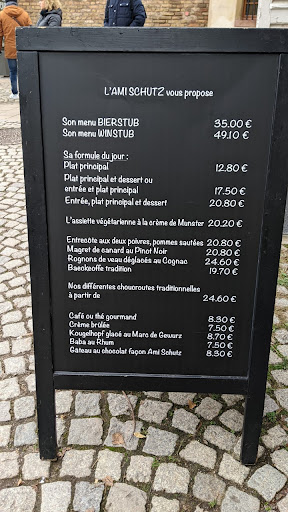 L'AMI SCHUTZ vous propose
Son menu BIERSTUB 35.00 €
Son menu WINSTUB 49.10 €
Sa formule du jour :
Plat principal 12.80 €
Plat principal et dessert ou
entrée et plat principal 17.50 €
Entrée, plat principal et dessert 20.80 €
L'assiette végétarienne à la crème de Munster 20.20 €
Entrecôte aux deux poivres, pommes sautées 20.80 €
Magret de canard au Pinot Noir 20.80 €
Rognons de veau déglacés au Cognac 24.60 €
Baeckaoffa tradition 19.70 €
Nos différentes choucroutes traditionnelles
à partir de 24.60 €
Café ou thé gourmand 8.30 €
Crème brûlée 7.50 €
Kougelhopf glacé au Marc de Gewurz 8.70 €
Baba au Rhum 7.50 €
Gateau au chocolat façon Ami Schutz 8.30 €